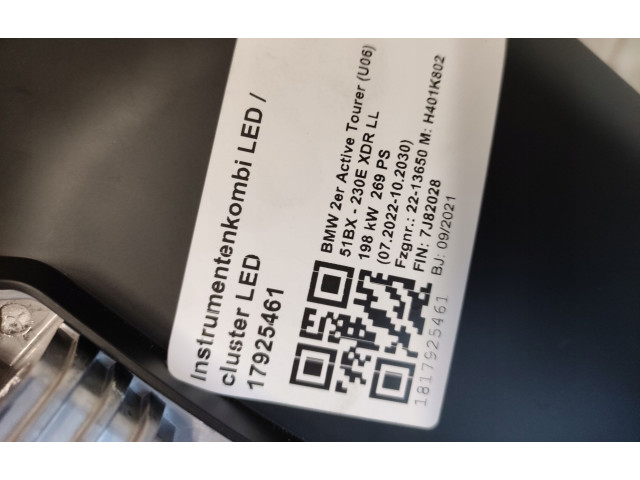 Instrumentenkombi LED /
cluster LED
17925461
BMW 2er Active Tourer (U06)
51BX - 230E XDR LL
198 kW 269 PS
(07.2022-10.2030)
Fzgnr.: 22-13650 M: H401K802
FIN: 7J82028
BJ: 09/2021
1817925461